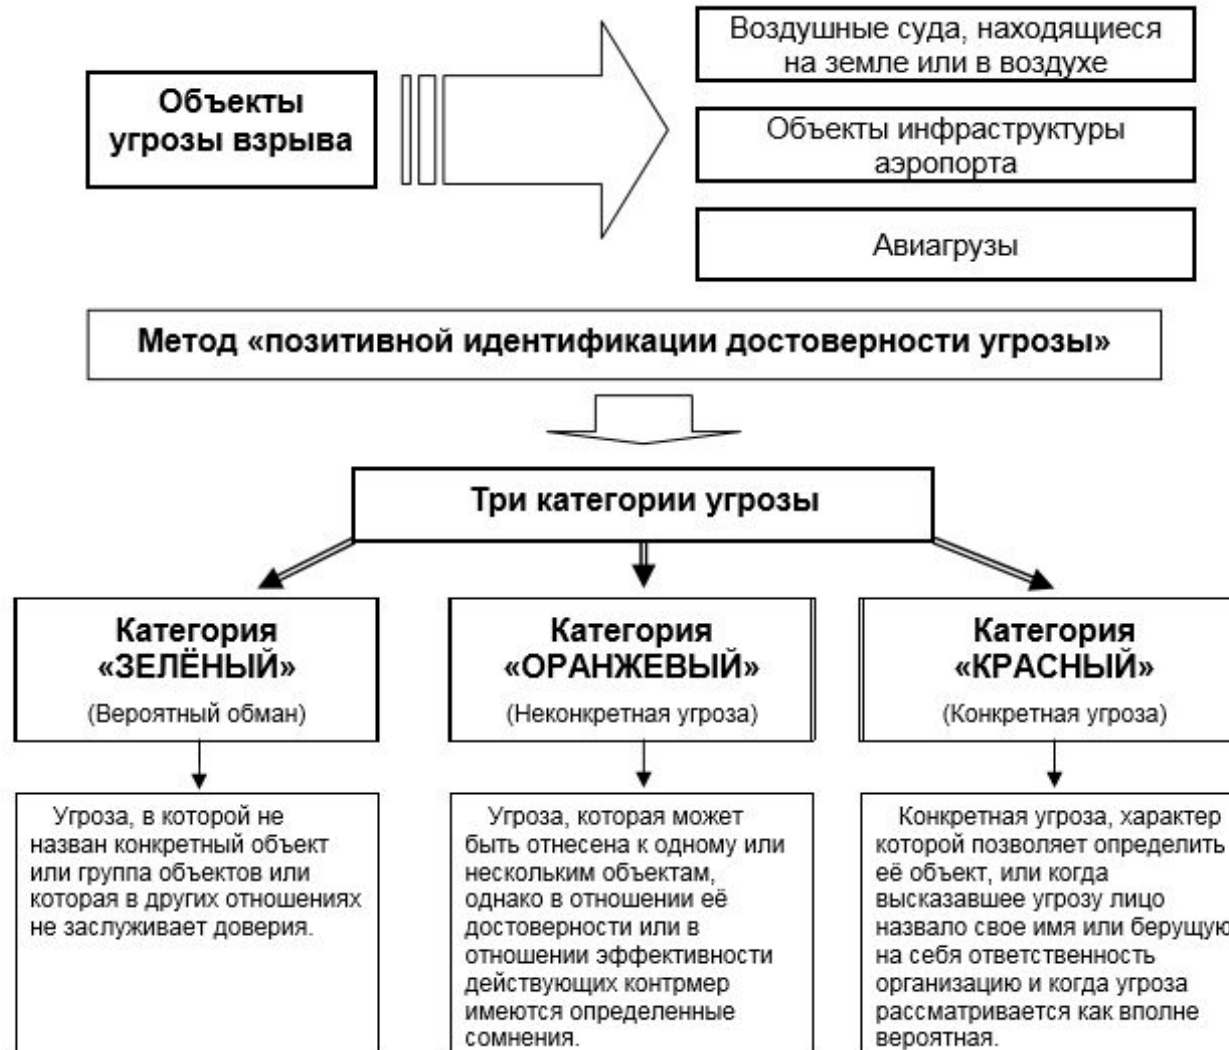 Объекты
угрозы взрыва
Воздушные суда, находящиеся
на земле или в воздухе
Объекты инфраструктуры
аэропорта
Авиагрузы
Метод «позитивной идентификации достоверности угрозы»
Три категории угрозы
Категория
«ЗЕЛЁНЫЙ»
(Вероятный обман)
Категория
«ОРАНЖЕВЫЙ»
(Неконкретная угроза)
Категория
«КРАСНЫЙ»
(Конкретная угроза)
Угроза, в которой не
назван конкретный объект
или группа объектов или
которая в других отношениях
не заслуживает доверия.
Угроза, которая может
быть отнесена к одному или
нескольким объектам,
однако в отношении её
достоверности или в
отношении эффективности
действующих контрмер
имеются определенные
сомнения.
Конкретная угроза, характер
которой позволяет определить
её объект, или когда
высказавшее угрозу лицо
назвало свое имя или берущую
на себя ответственность
организацию и когда угроза
рассматривается как вполне
вероятная.